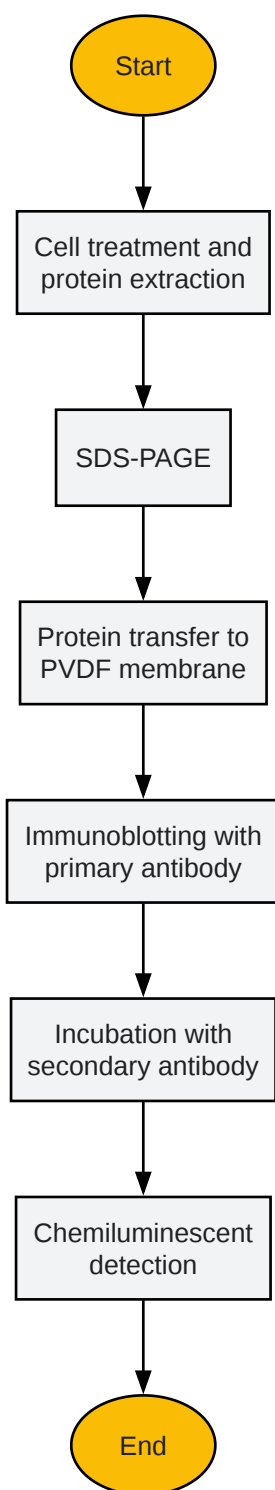 Start
Cell treatment and
protein extraction
SDS-PAGE
Protein transfer to
PVDF membrane
Immunoblotting with
primary antibody
Incubation with
secondary antibody
Chemiluminescent
detection
End